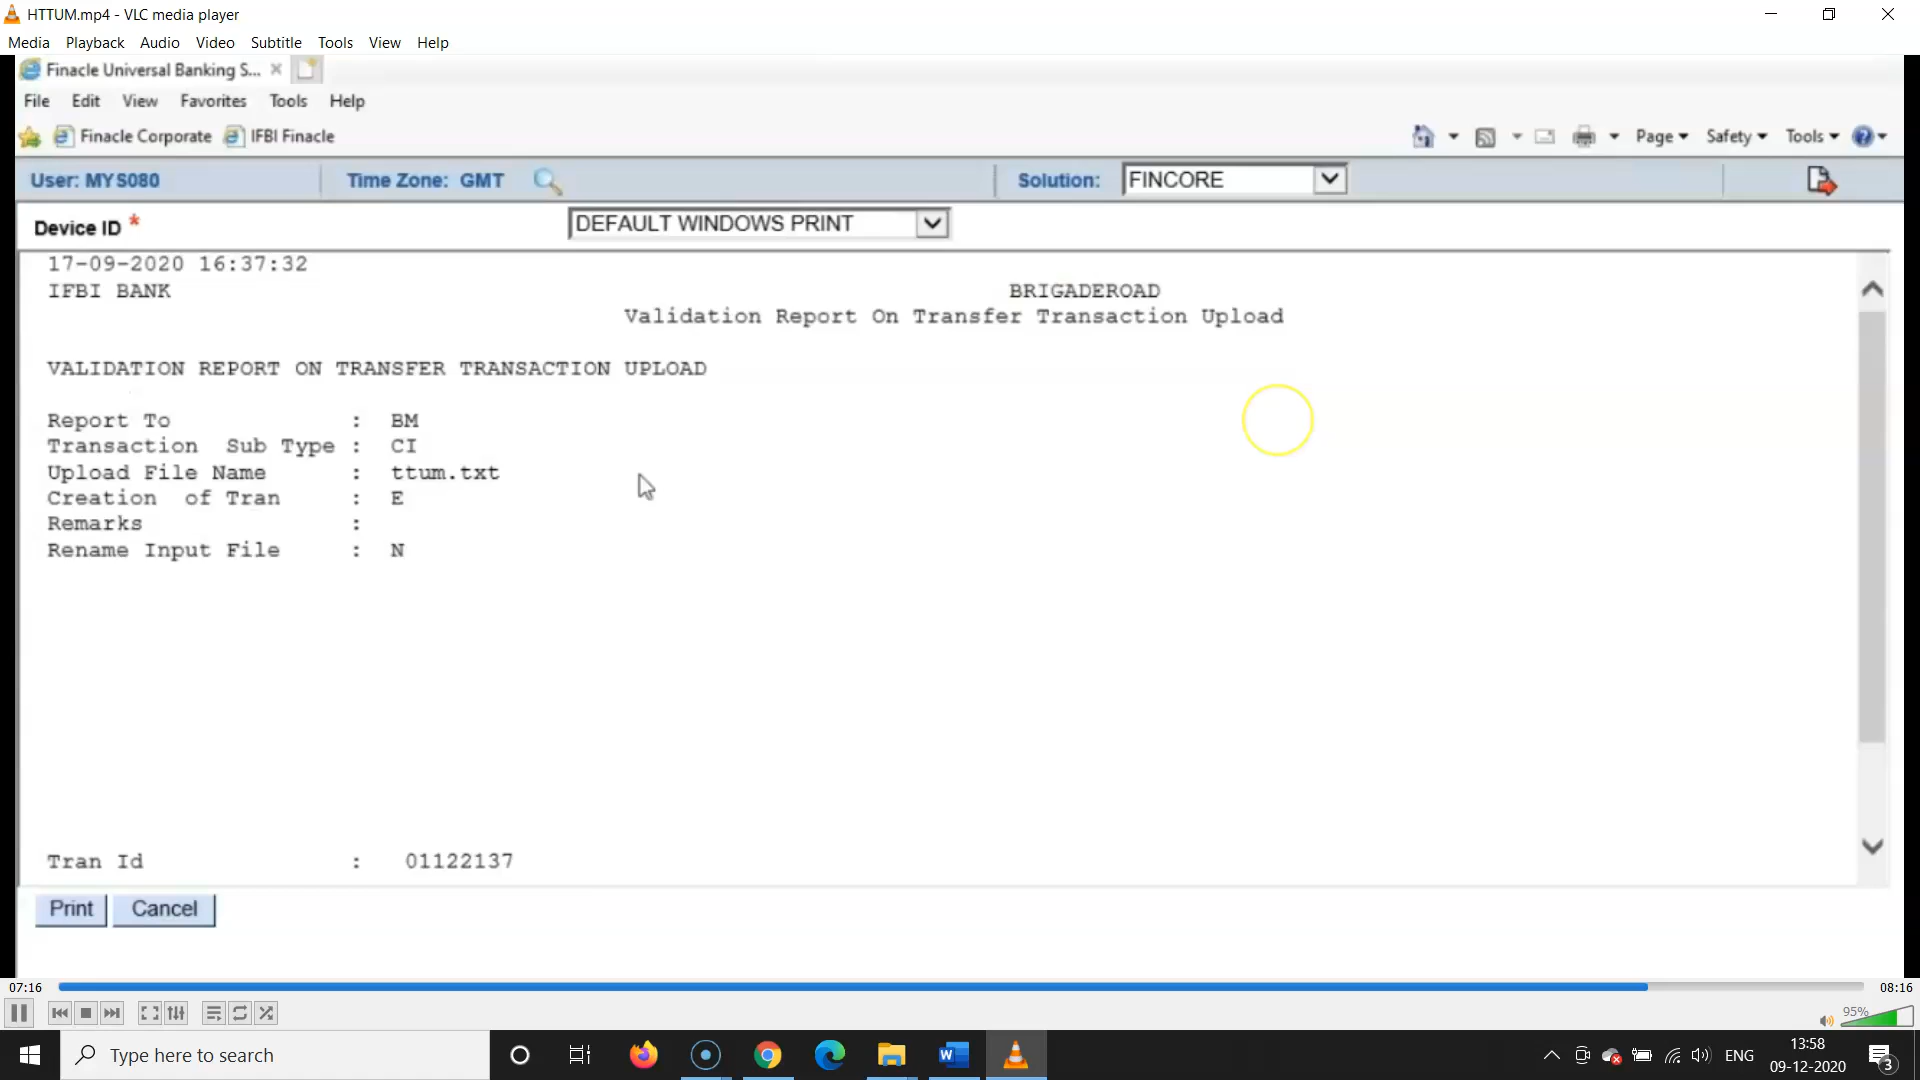 HTTUM.mp4 - VLC media player
Media Playback Audio Video Subtitle Tools View Help
Finacle Universal Banking S...
File Edit View Favorites Tools Help
Finacle Corporate IFBI Finacle Page Safety Tools
User: MYS080 Time Zone: GMT Solution: FINCORE
Device ID * DEFAULT WINDOWS PRINT
17-09-2020 16:37:32
IFBI BANK BRIGADEROAD
Validation Report On Transfer Transaction Upload
VALIDATION REPORT ON TRANSFER TRANSACTION UPLOAD
Report To : BM
Transaction Sub Type : CI
Upload File Name : ttum.txt
Creation of Tran : E
Remarks :
Rename Input File : N
Tran Id : 01122137
Print Cancel
07:16 08:16
95%
Type here to search ENG 13:58
09-12-2020 3